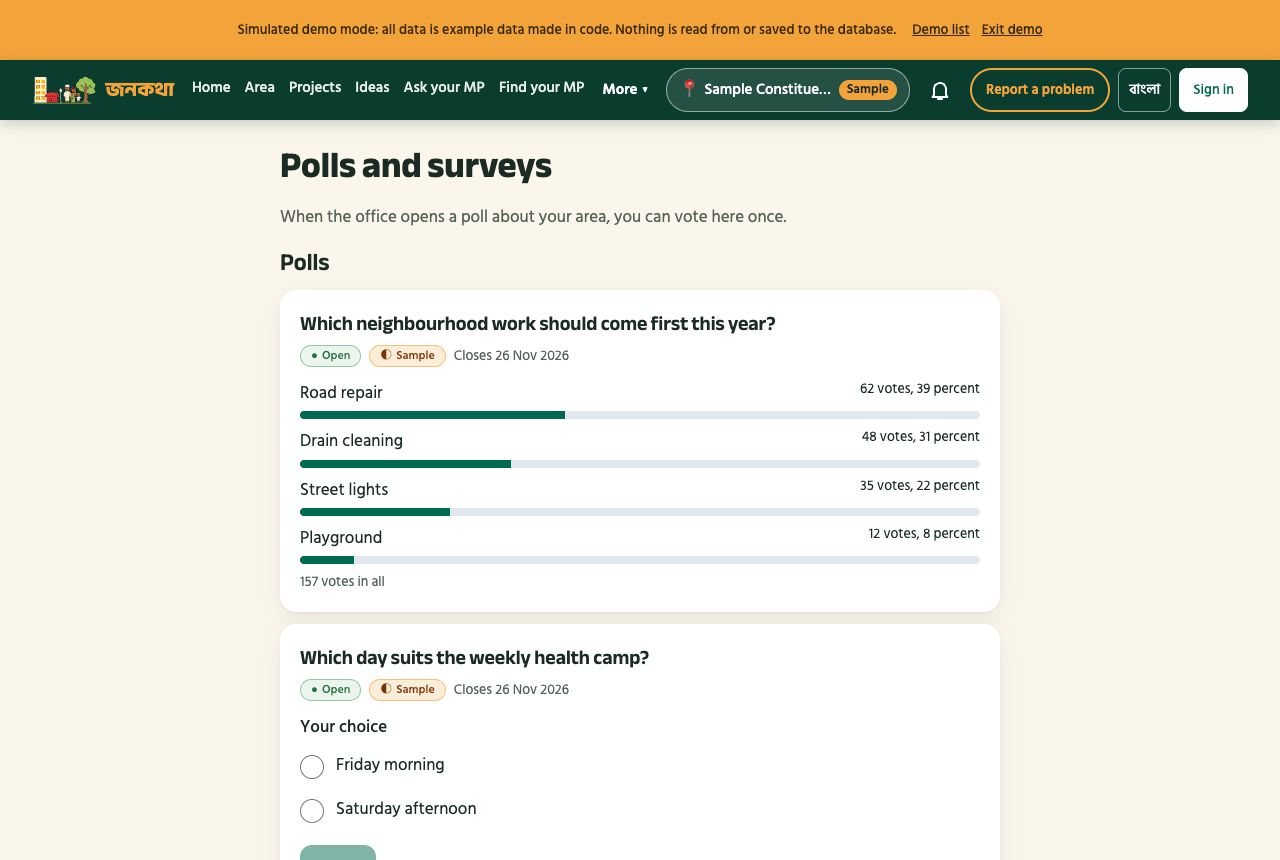 Simulated demo mode: all data is example data made in code. Nothing is read from or saved to the database. Demo list Exit demo
জনকথা Home Area Projects Ideas Ask your MP Find your MP More ▾ Sample Constitue... Sample Report a problem বাংলা Sign in
Polls and surveys
When the office opens a poll about your area, you can vote here once.
Polls
Which neighbourhood work should come first this year?
Open Sample Closes 26 Nov 2026
Road repair 62 votes, 39 percent
Drain cleaning 48 votes, 31 percent
Street lights 35 votes, 22 percent
Playground 12 votes, 8 percent
157 votes in all
Which day suits the weekly health camp?
Open Sample Closes 26 Nov 2026
Your choice
Friday morning
Saturday afternoon